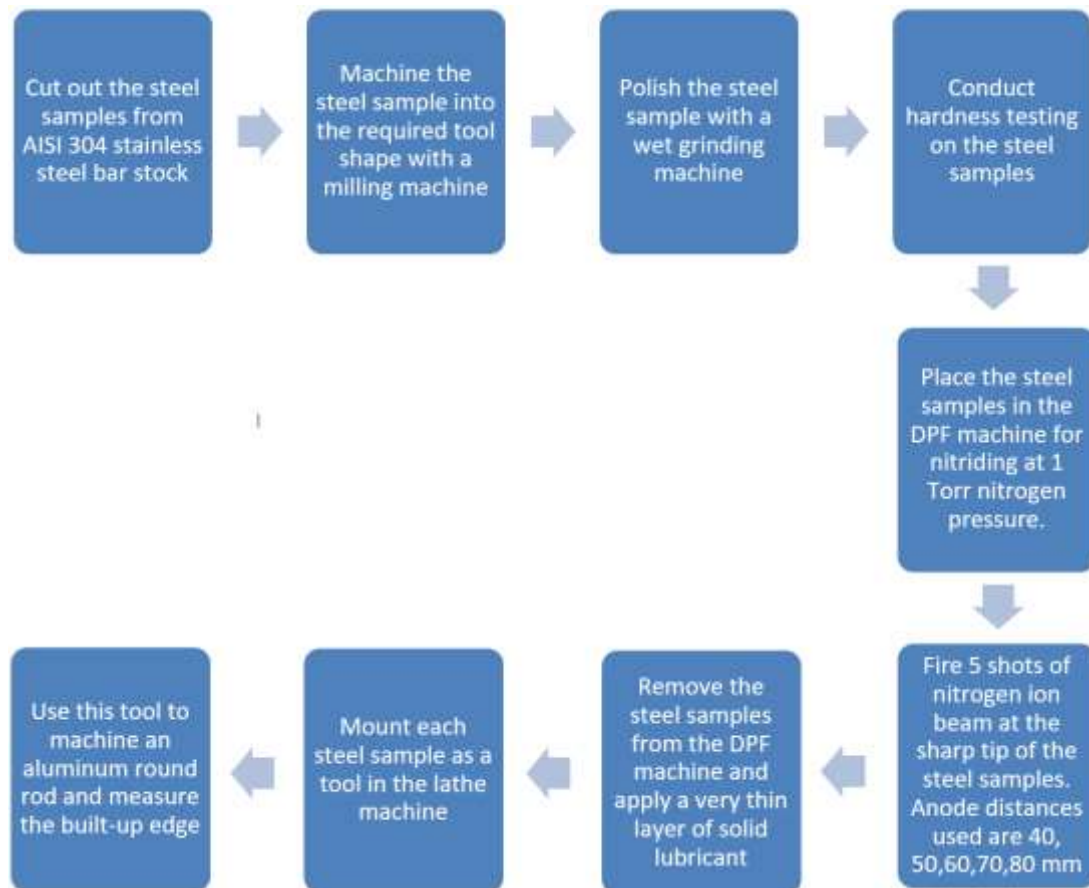 Cut out the steel
samples from
AISI 304 stainless
steel bar stock
Machine the
steel sample into
the required tool
shape with a
milling machine
Polish the steel
sample with a
wet grinding
machine
Conduct
hardness testing
on the steel
samples
Place the steel
samples in the
DPF machine for
nitriding at 1
Torr nitrogen
pressure.
Fire 5 shots of
nitrogen ion
beam at the
sharp tip of the
steel samples.
Anode distances
used are 40,
50,60,70,80 mm
Remove the
steel samples
from the DPF
machine and
apply a very thin
layer of solid
lubricant
Mount each
steel sample as a
tool in the lathe
machine
Use this tool to
machine an
aluminum round
rod and measure
the built-up edge